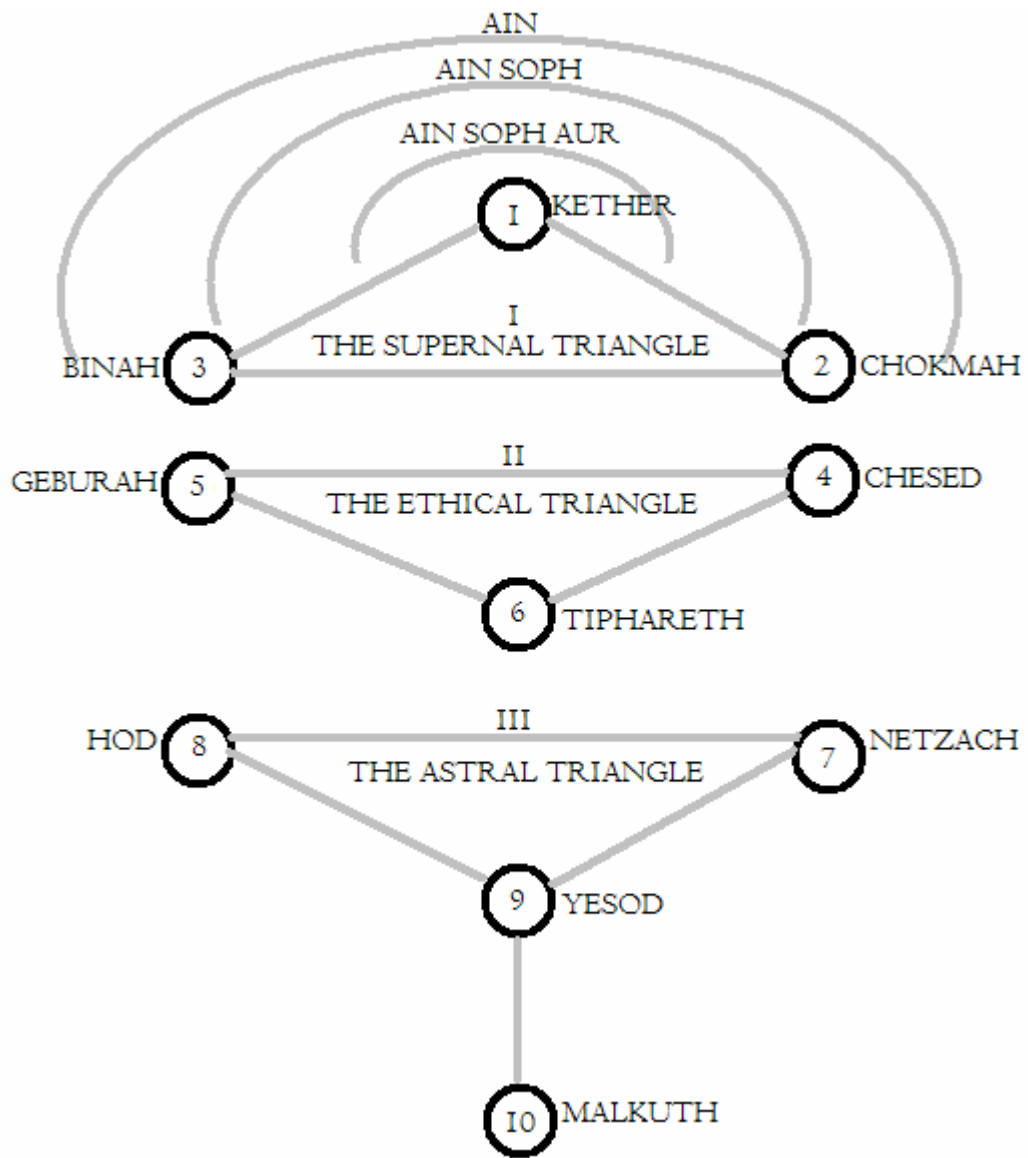 AIN
AIN SOPH
AIN SOPH AUR
I KETHER
I
THE SUPERNAL TRIANGLE
BINAH 3 2 CHOKMAH
II
GEBURAH 5 4 CHESED
THE ETHICAL TRIANGLE
6 TIPHARETH
III
HOD 8 7 NETZACH
THE ASTRAL TRIANGLE
9 YESOD
10 MALKUTH